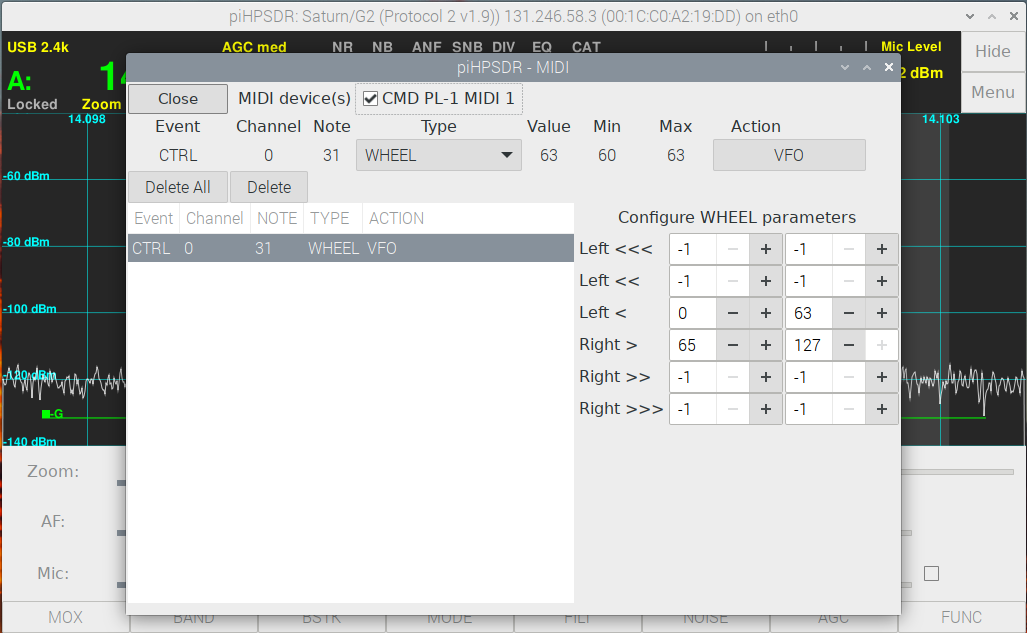 piHPSDR: Saturn/G2 (Protocol 2 v1.9)) 131.246.58.3 (00:1C:C0:A2:19:DD) on eth0
USB 2.4k AGC med NR NB ANF SNB DIV EQ CAT Mic Level Hide
A: 14 2 dBm
Locked Zoom Menu
14.098 14.103
-60 dBm
-80 dBm
-100 dBm
-120 dBm
-G
-140 dBm
piHPSDR - MIDI
Close MIDI device(s) CMD PL-1 MIDI 1
Event Channel Note Type Value Min Max Action
CTRL 0 31 WHEEL 63 60 63 VFO
Delete All Delete
Event Channel NOTE TYPE ACTION
CTRL 0 31 WHEEL VFO
Configure WHEEL parameters
Left <<< -1 − + -1 − +
Left << -1 − + -1 − +
Left < 0 − + 63 − +
Right > 65 − + 127 − +
Right >> -1 − + -1 − +
Right >>> -1 − + -1 − +
Zoom:
AF:
Mic:
MOX BAND BSTK MODE FILT NOISE AGC FUNC